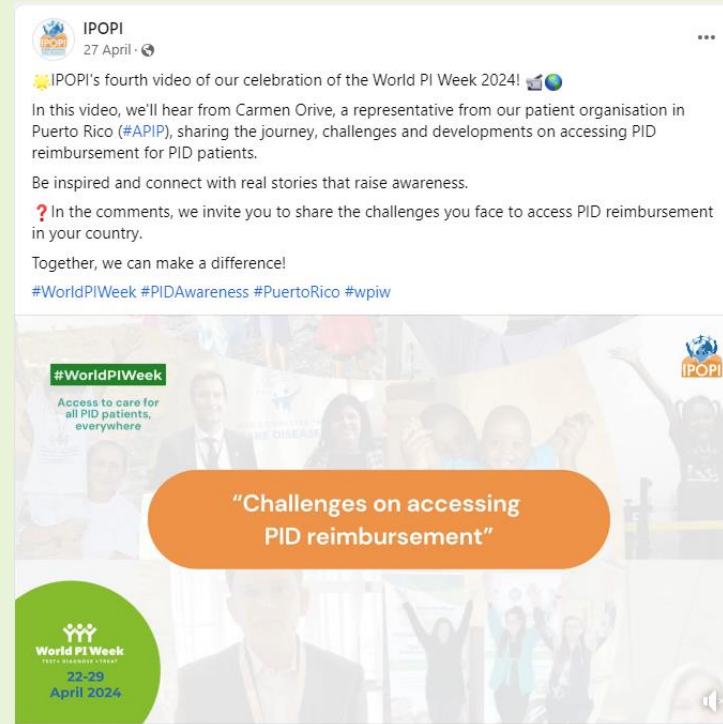 IPOPI
27 April ·
IPOPI's fourth video of our celebration of the World PI Week 2024!
In this video, we'll hear from Carmen Orive, a representative from our patient organisation in
Puerto Rico (#APIP), sharing the journey, challenges and developments on accessing PID
reimbursement for PID patients.
Be inspired and connect with real stories that raise awareness.
❓In the comments, we invite you to share the challenges you face to access PID reimbursement
in your country.
Together, we can make a difference!
#WorldPIWeek #PIDAwareness #PuertoRico #wpiw
#WorldPIWeek
Access to care for
all PID patients,
everywhere
IPOPI
“Challenges on accessing
PID reimbursement”
World PI Week
TEST • DIAGNOSE • TREAT
22-29
April 2024